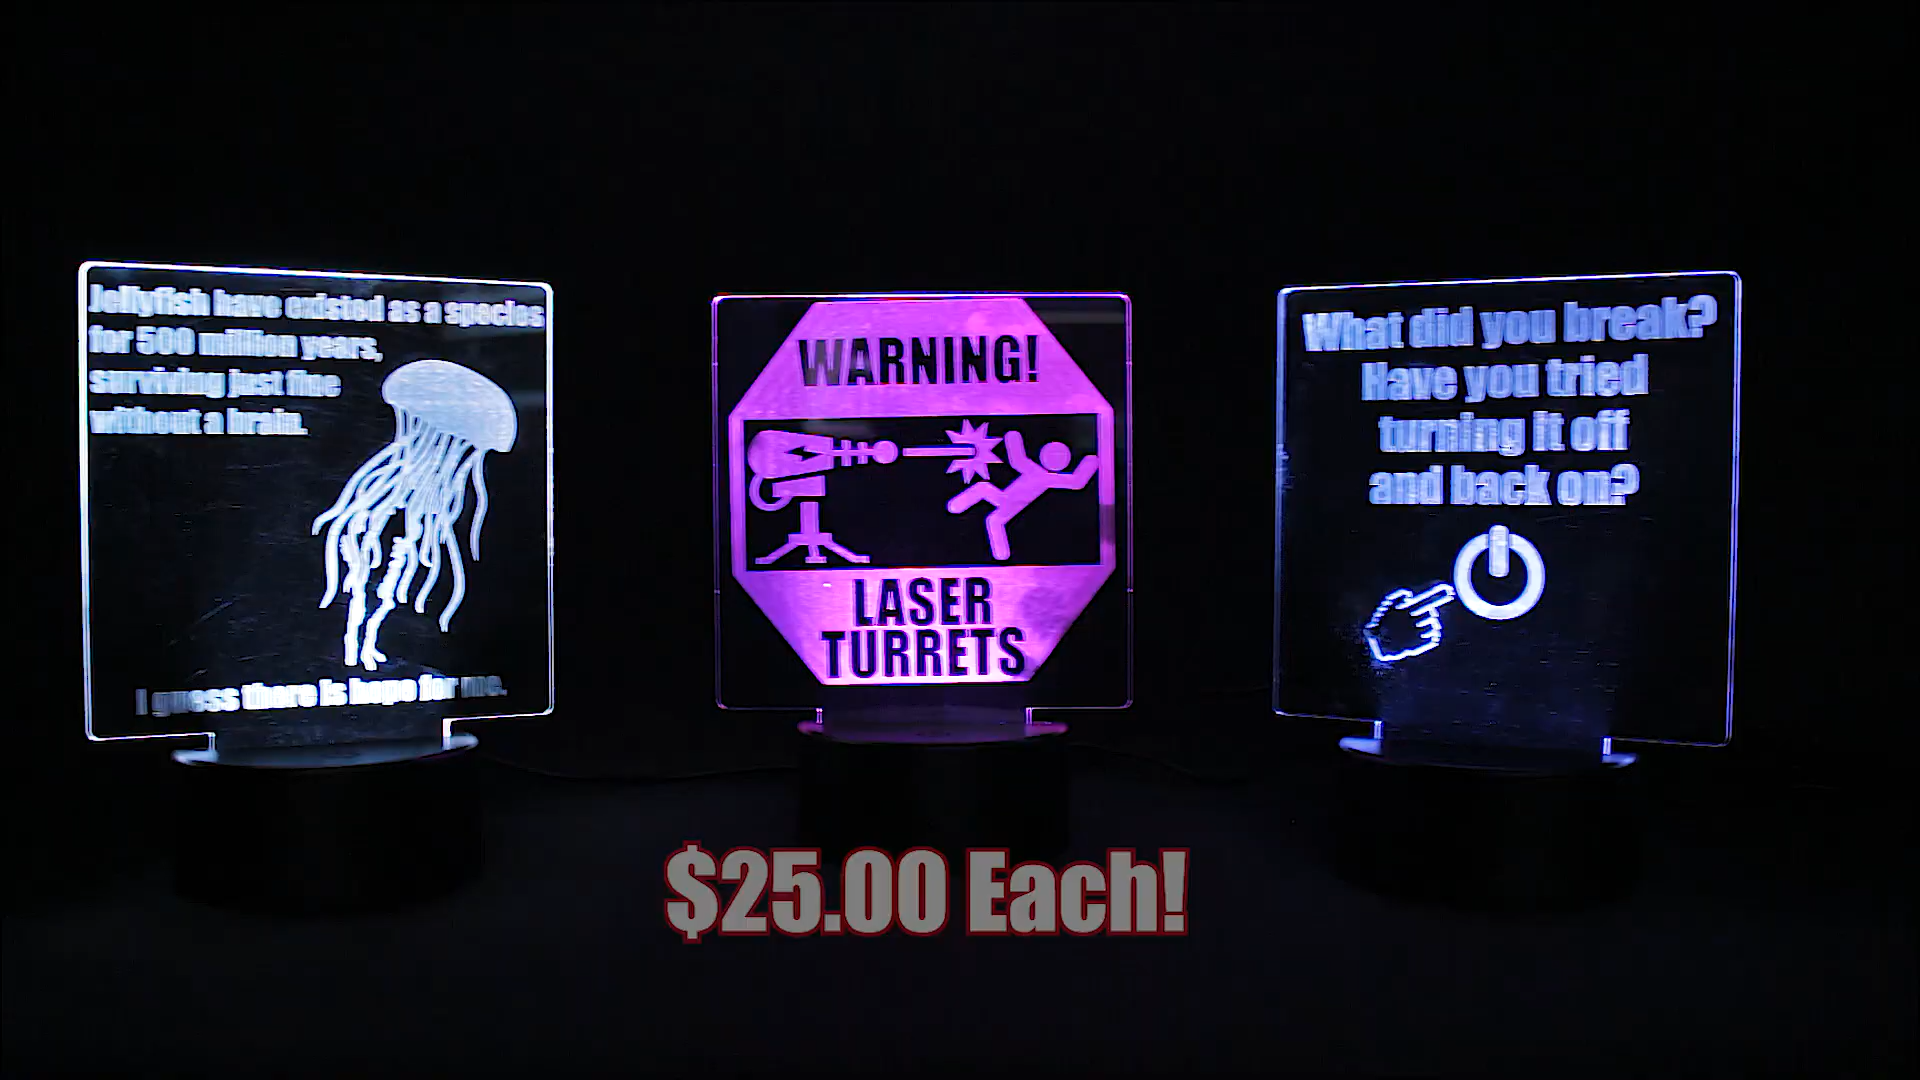 Jellyfish have existed as a species
for 500 million years,
surviving just fine
without a brain.
I guess there is hope for me.
WARNING!
LASER
TURRETS
What did you break?
Have you tried
turning it off
and back on?
$25.00 Each!